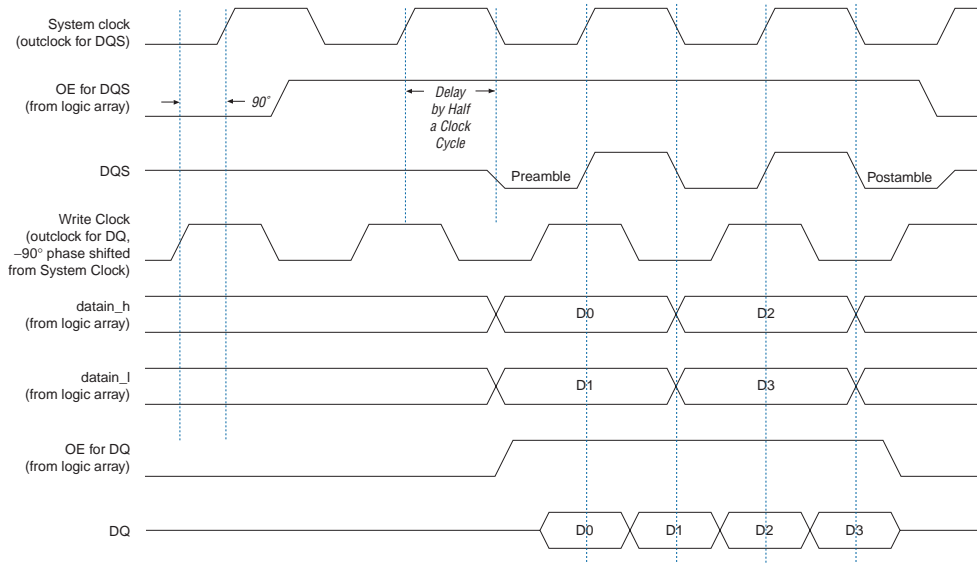 System clock
(outclock for DQS)
OE for DQS
(from logic array)
90°
Delay
by Half
a Clock
Cycle
DQS
Preamble
Postamble
Write Clock
(outclock for DQ,
−90° phase shifted
from System Clock)
datain_h
(from logic array)
D0
D2
datain_l
(from logic array)
D1
D3
OE for DQ
(from logic array)
DQ
D0
D1
D2
D3